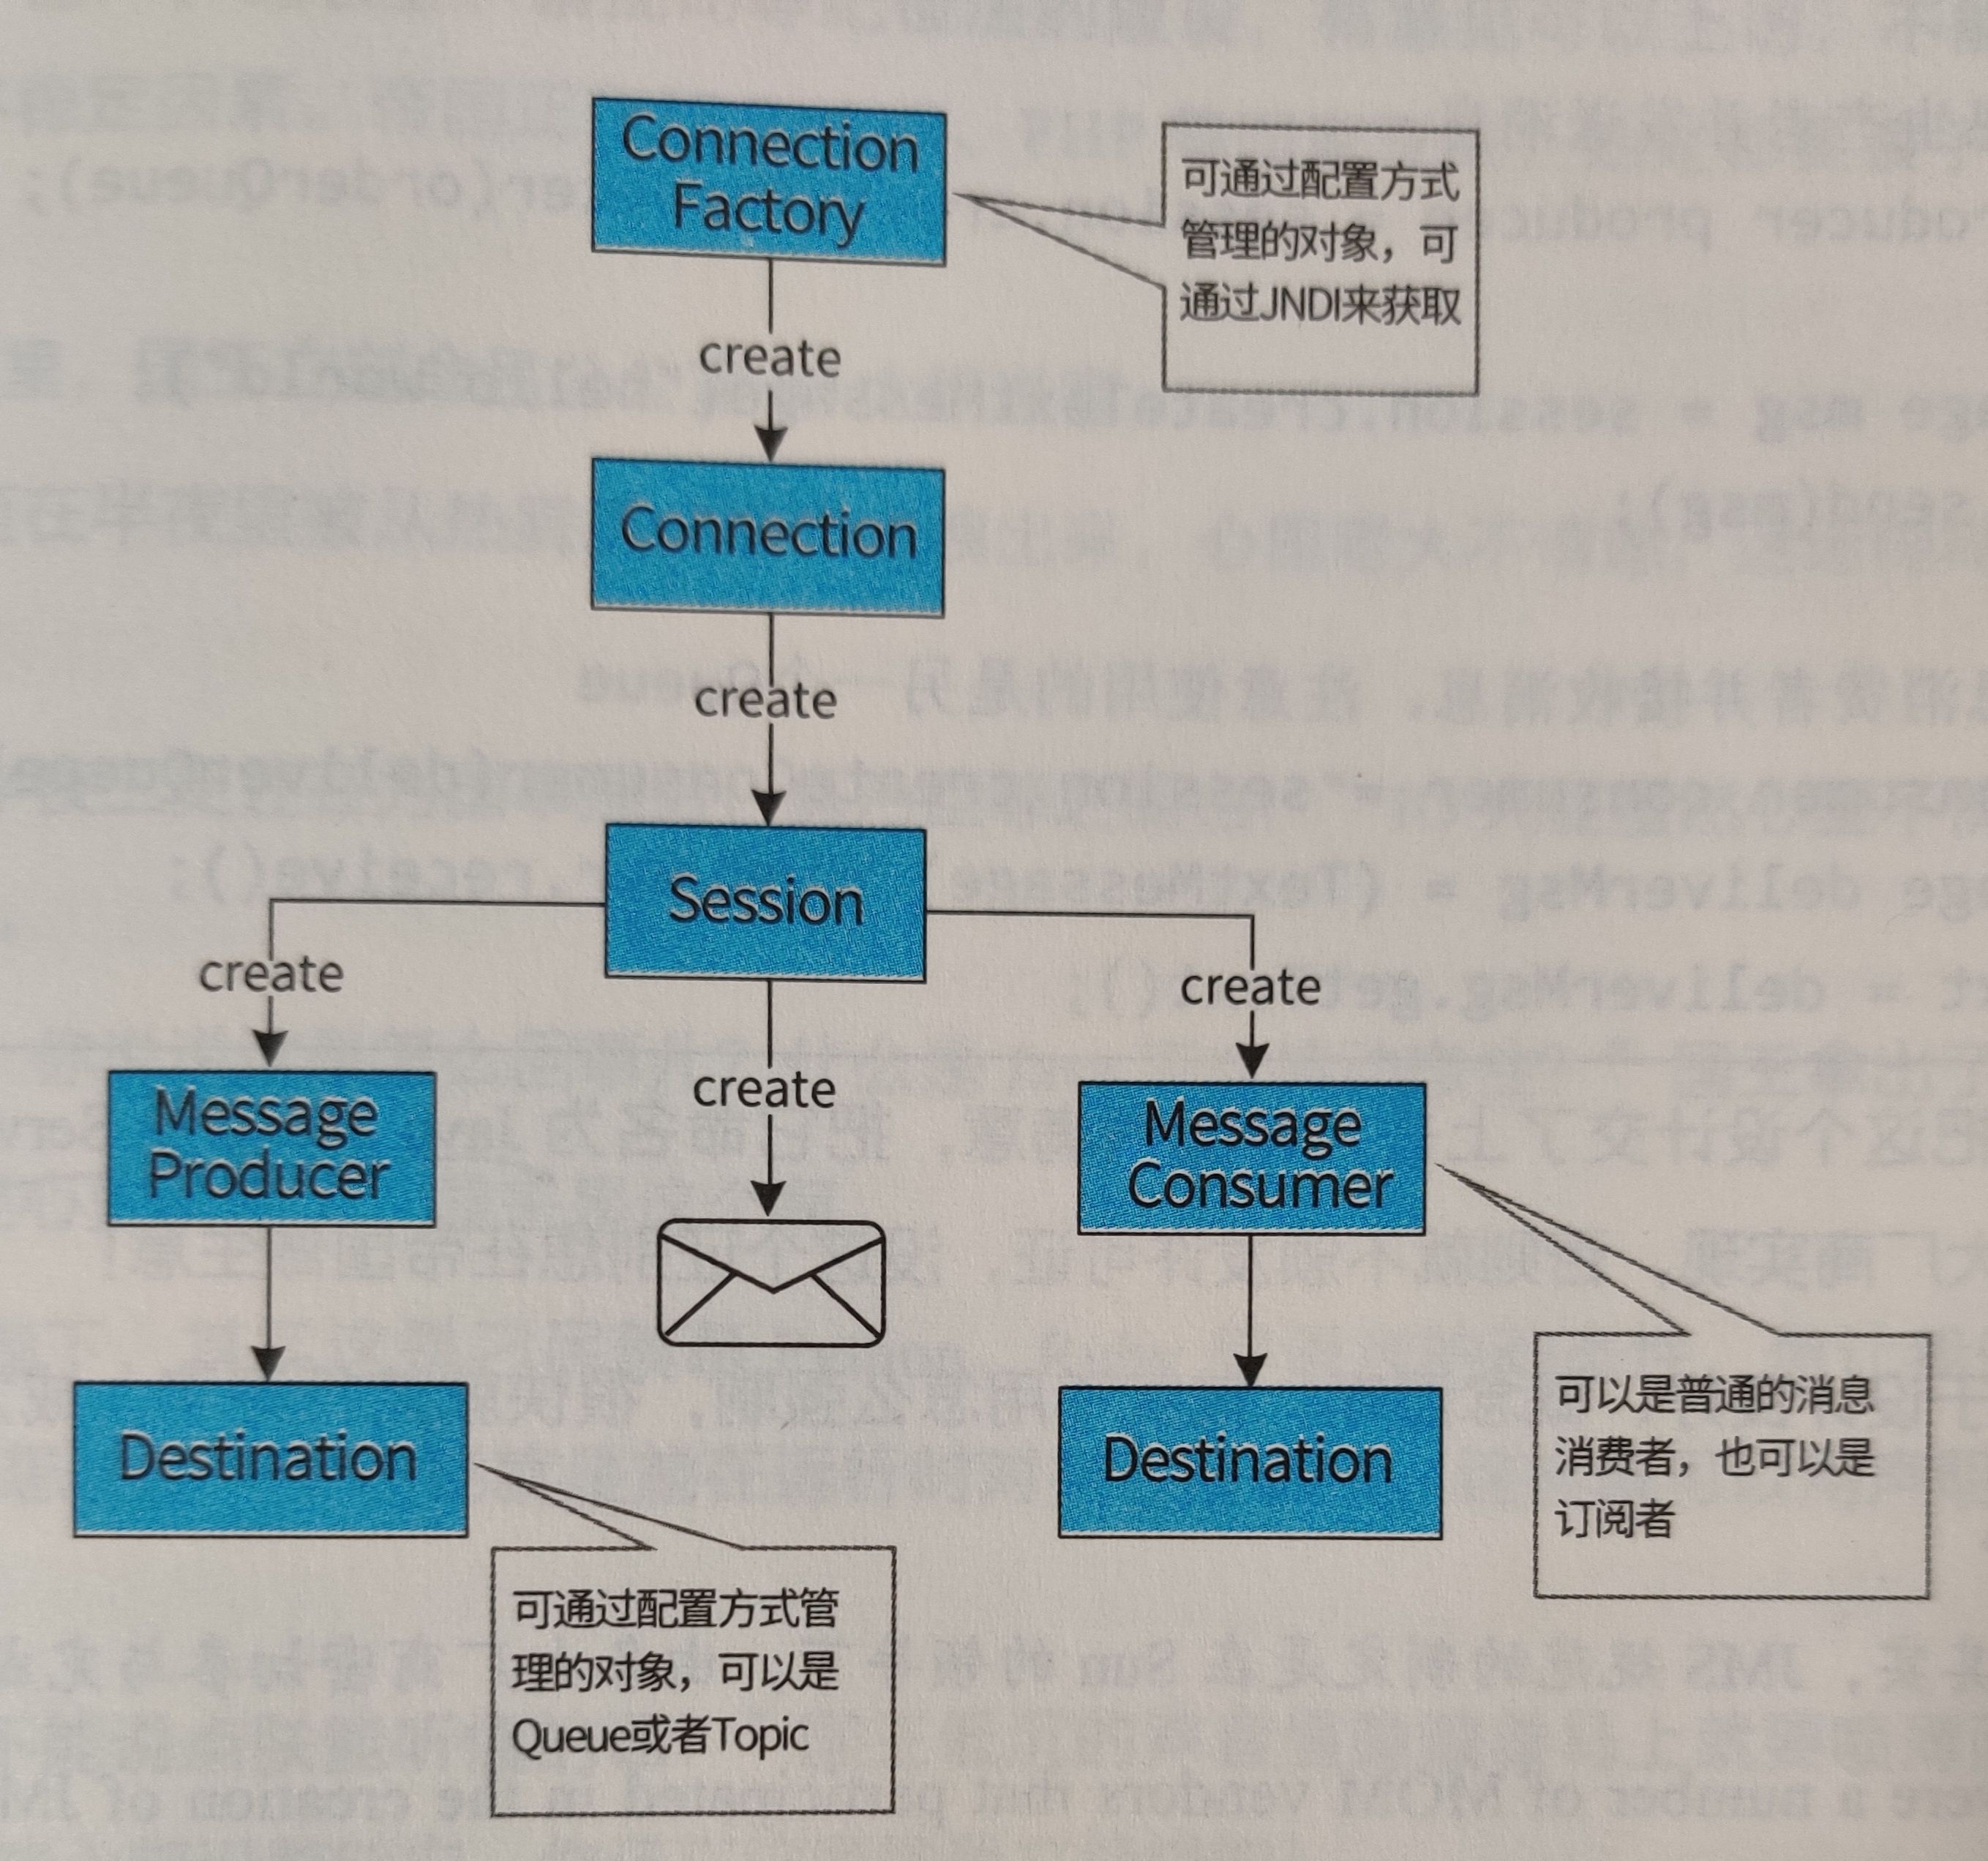 Connection
Factory
可通过配置方式
管理的对象，可
通过JNDI来获取
create
Connection
create
Session
create
create
create
Message
Producer
Message
Consumer
Destination
Destination
可以是普通的消息
消费者，也可以是
订阅者
可通过配置方式管
理的对象，可以是
Queue或者Topic